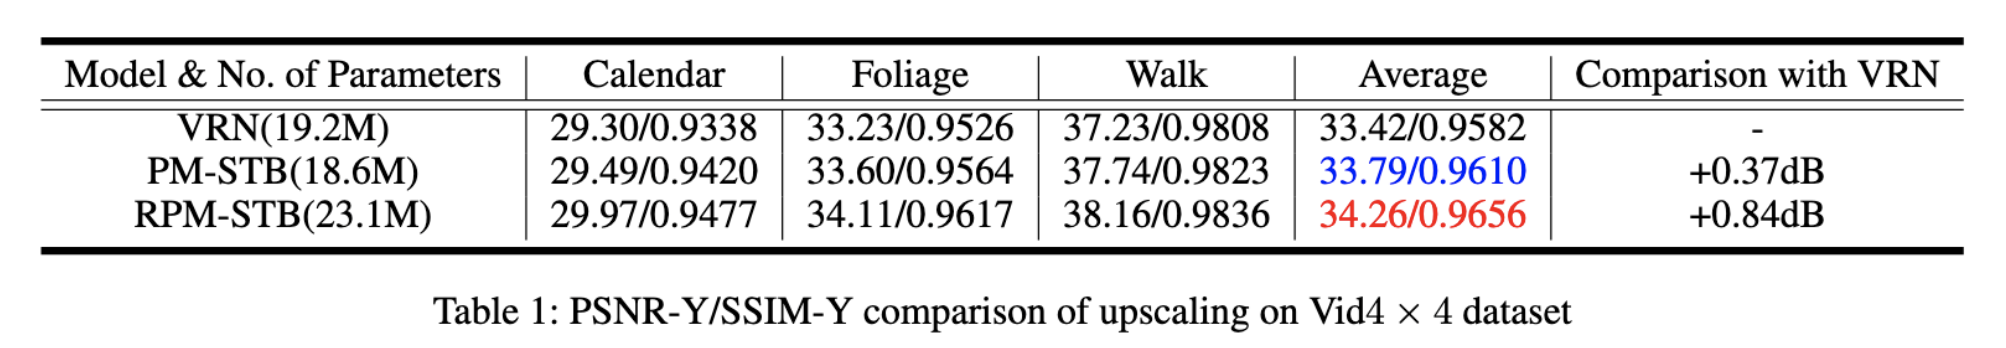 Model & No. of Parameters Calendar Foliage Walk Average Comparison with VRN
VRN(19.2M) 29.30/0.9338 33.23/0.9526 37.23/0.9808 33.42/0.9582 -
PM-STB(18.6M) 29.49/0.9420 33.60/0.9564 37.74/0.9823 33.79/0.9610 +0.37dB
RPM-STB(23.1M) 29.97/0.9477 34.11/0.9617 38.16/0.9836 34.26/0.9656 +0.84dB
Table 1: PSNR-Y/SSIM-Y comparison of upscaling on Vid4 × 4 dataset